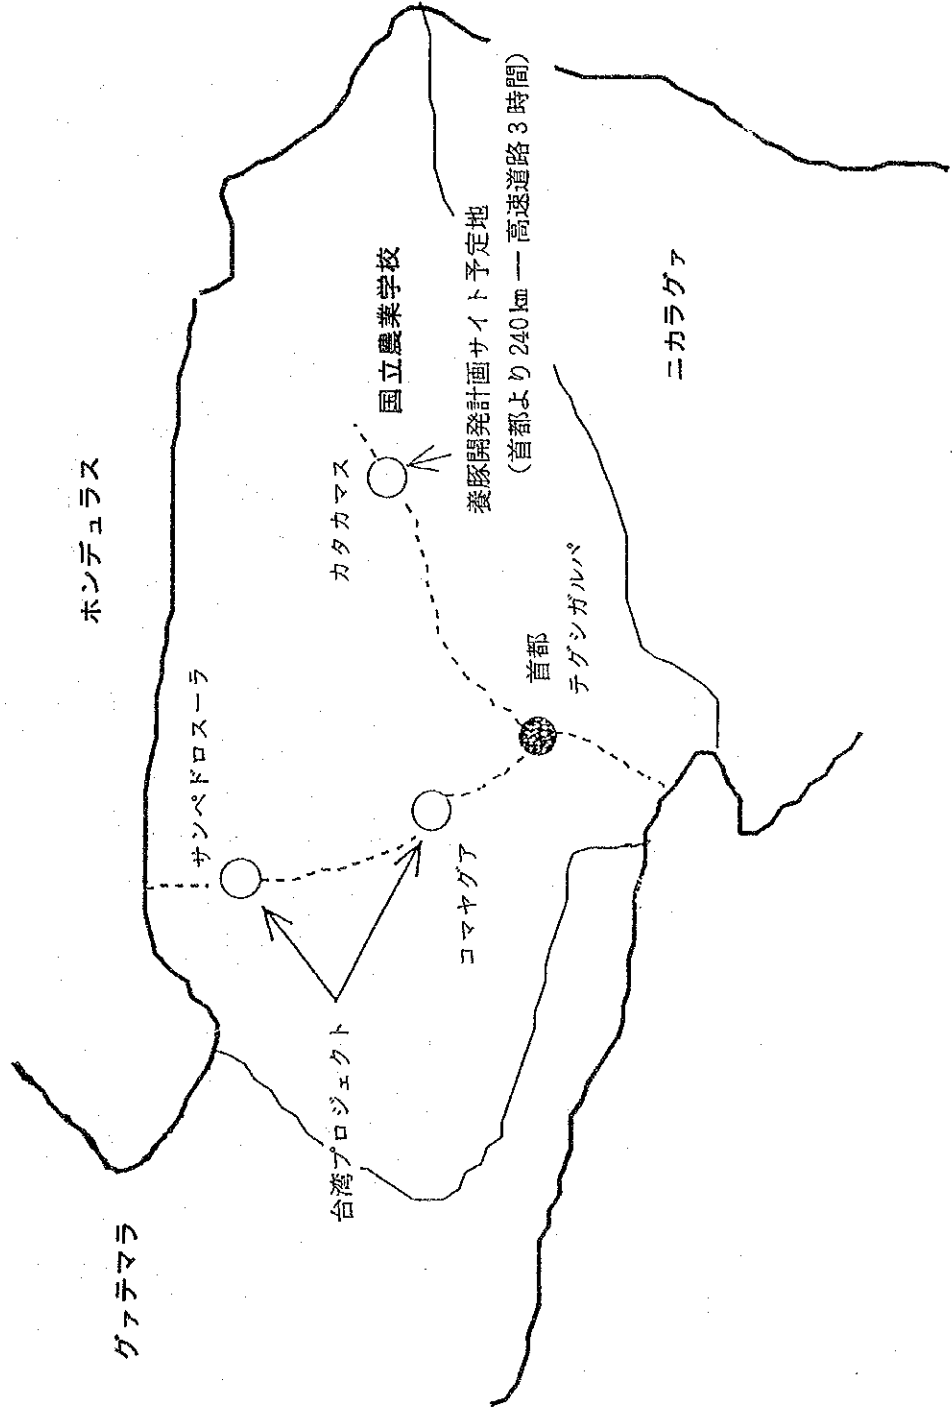 ホンデュラス
グァテマラ
サンペドロスーラ
カタカマス
国立農業学校
養豚開発計画サイト予定地
(首都より240km ― 高速道路3時間)
台湾プロジェクト
コマヤグア
首都
テグシガルパ
ニカラグァ